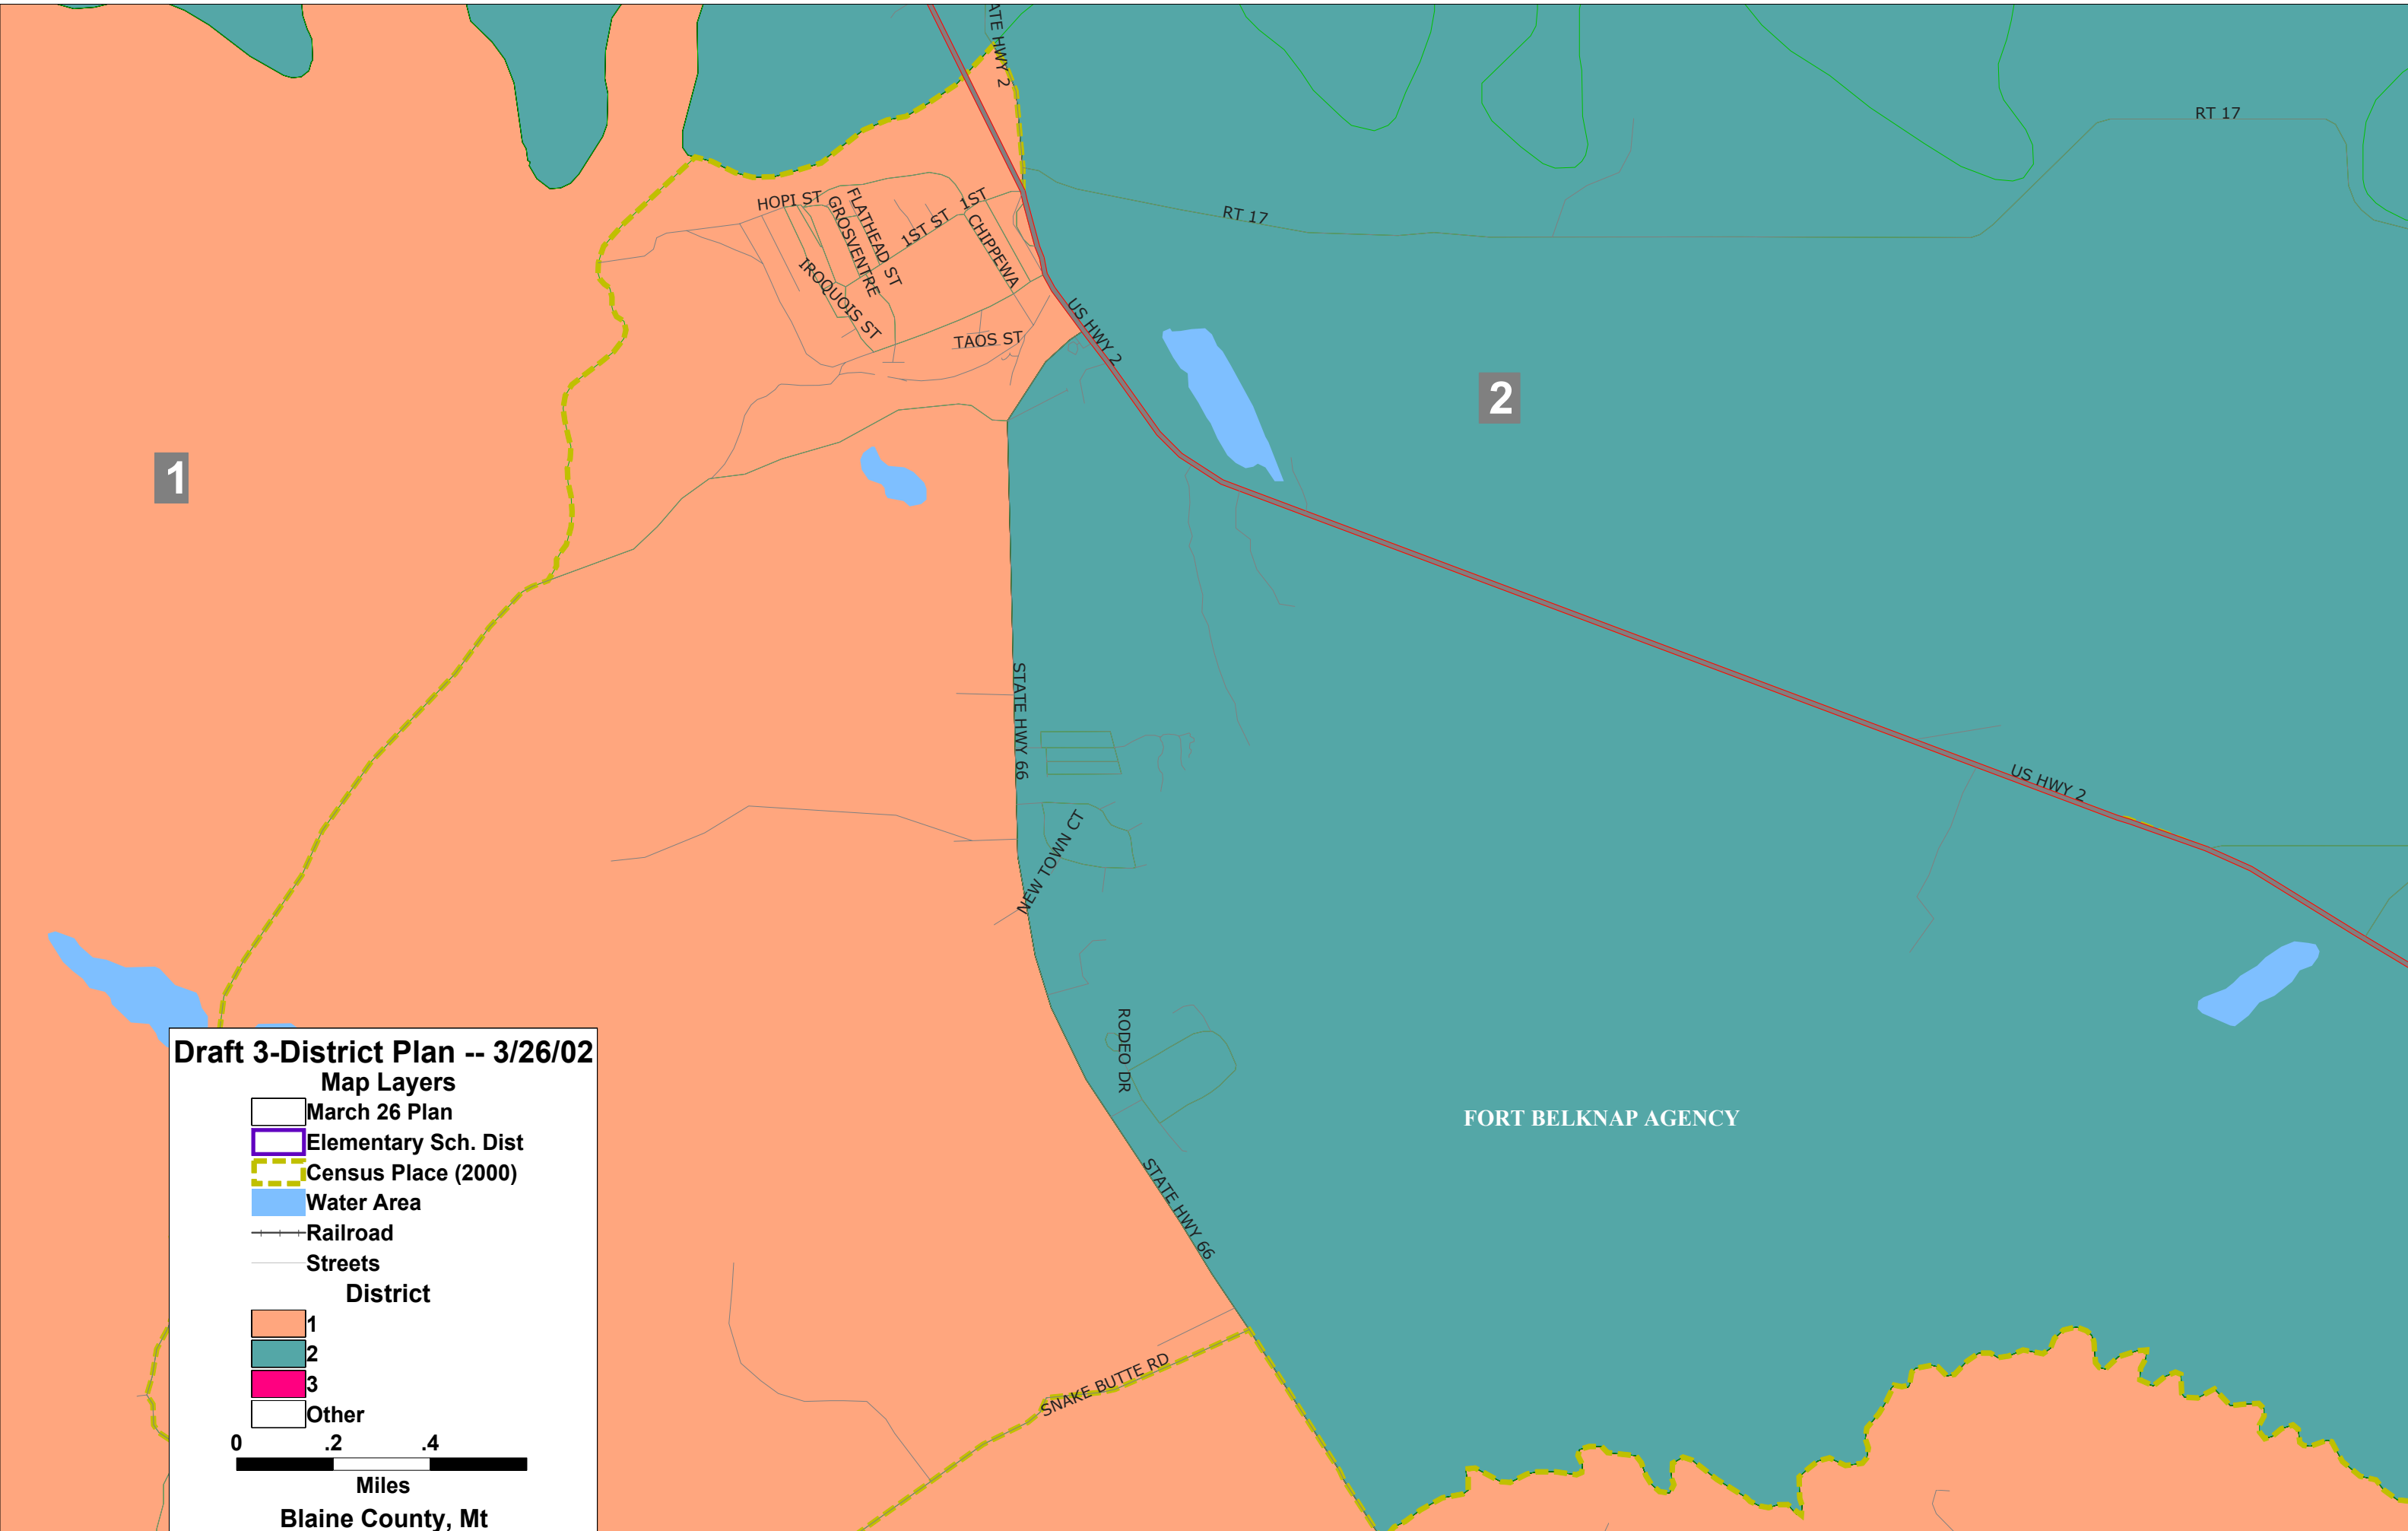 ATE HWY 2
RT 17
HOPI ST
FLATHEAD ST
GROSVENTRE
1ST ST
1ST
CHIPPEWA
RT 17
IROQUOIS ST
TAOS ST
US HWY 2
2
1
STATE HWY 66
US HWY 2
NEW TOWN CT
RODEO DR
FORT BELKNAP AGENCY
STATE HWY 66
SNAKE BUTTE RD
Draft 3-District Plan -- 3/26/02
Map Layers
March 26 Plan
Elementary Sch. Dist
Census Place (2000)
Water Area
Railroad
Streets
District
1
2
3
Other
0 .2 .4
Miles
Blaine County, Mt